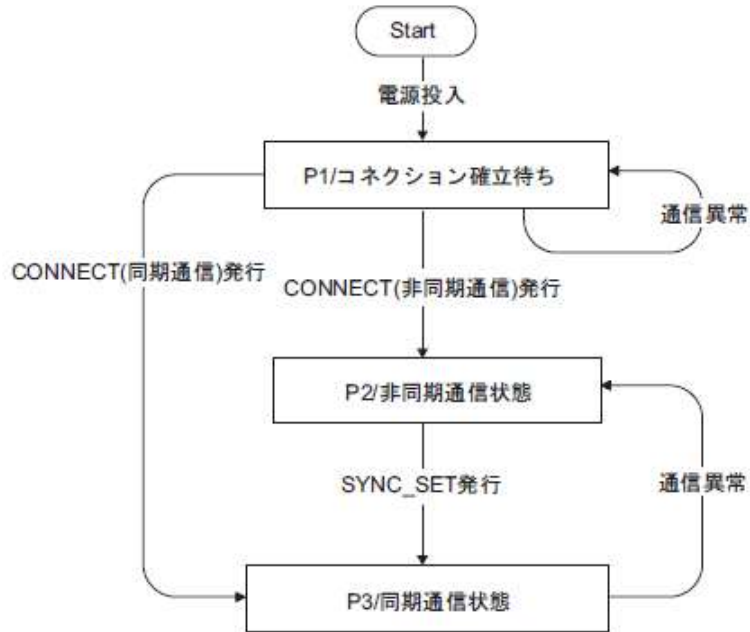 Start
電源投入
P1/コネクション確立待ち
通信異常
CONNECT(同期通信)発行
CONNECT(非同期通信)発行
P2/非同期通信状態
SYNC_SET発行
通信異常
P3/同期通信状態